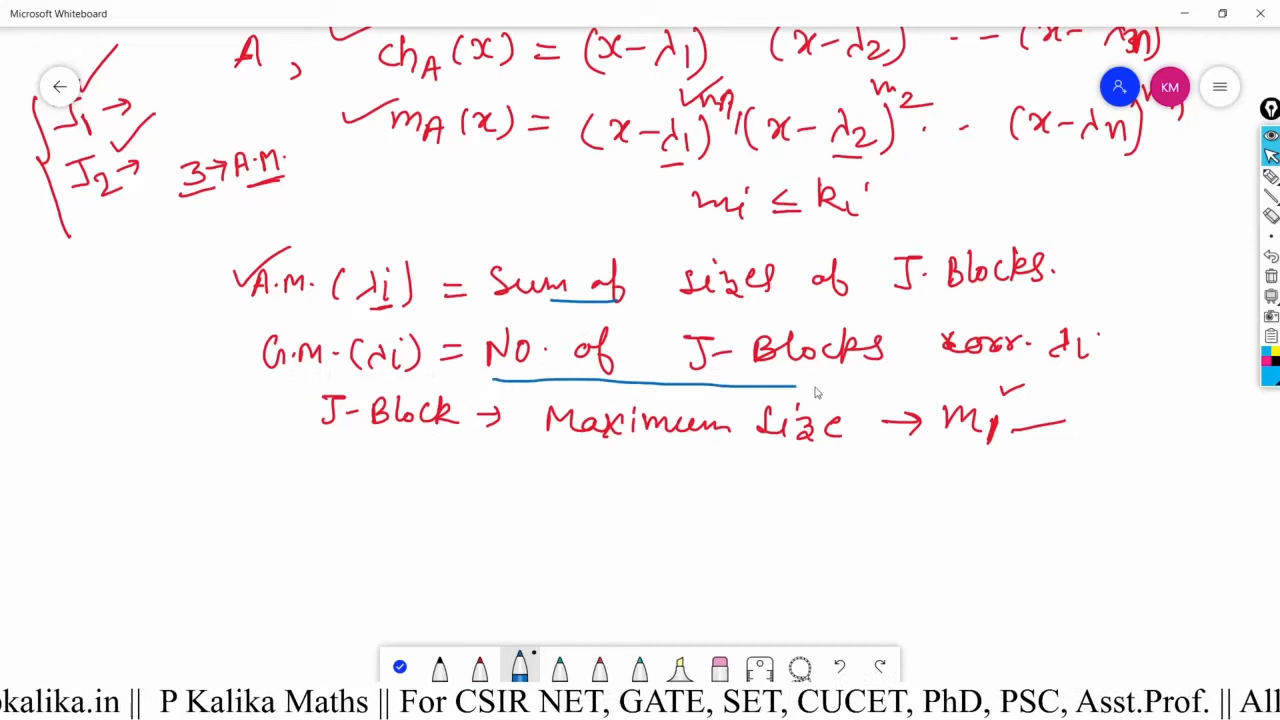 Microsoft Whiteboard
A, ch_A(x) = (x-λ1) (x-λ2) . . - (x- λn)
KM
J1 →
m_A(x) = (x-λ1)^m1 (x-λ2)^m2 . - (x-λn)
J2 → 3→A.M.
mi ≤ ki
A.M. (λi) = Sum of sizes of J. Blocks.
G.M. (λi) = No. of J- Blocks corr. λi.
J-Block → Maximum Size → m1
okalika.in || P Kalika Maths || For CSIR NET, GATE, SET, CUCET, PhD, PSC, Asst.Prof. || All